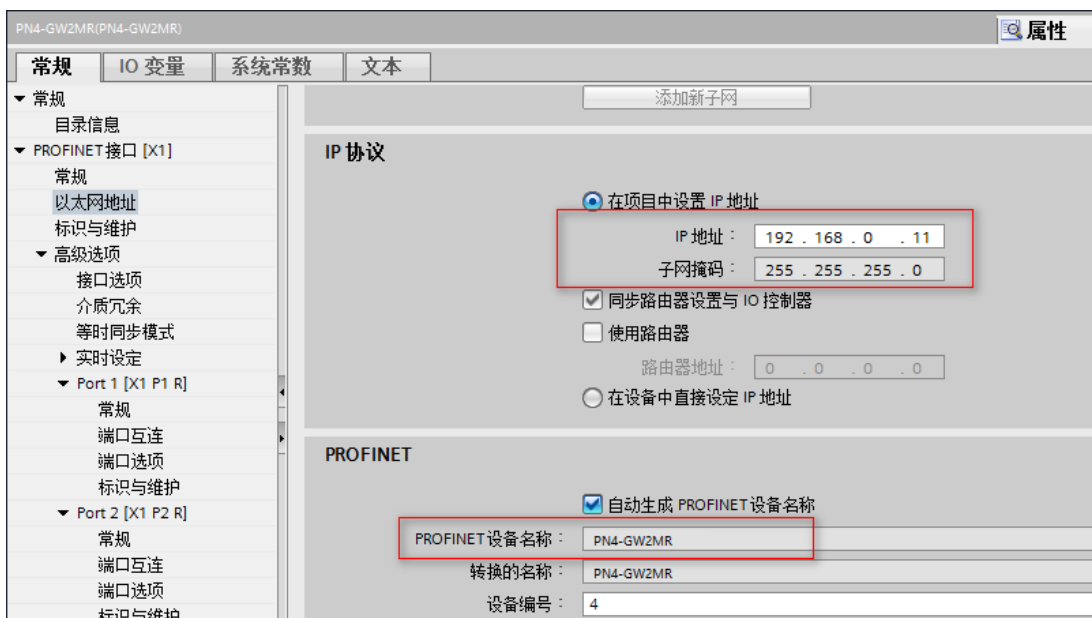 PN4-GW2MR(PN4-GW2MR)
属性
常规 IO 变量 系统常数 文本
常规
目录信息
PROFINET接口 [X1]
常规
以太网地址
标识与维护
高级选项
接口选项
介质冗余
等时同步模式
实时设定
Port 1 [X1 P1 R]
常规
端口互连
端口选项
标识与维护
Port 2 [X1 P2 R]
常规
端口互连
端口选项
标识与维护
添加新子网
IP 协议
在项目中设置 IP 地址
IP 地址： 192 . 168 . 0 . 11
子网掩码： 255 . 255 . 255 . 0
同步路由器设置与 IO 控制器
使用路由器
路由器地址： 0 . 0 . 0 . 0
在设备中直接设定 IP 地址
PROFINET
自动生成 PROFINET设备名称
PROFINET设备名称： PN4-GW2MR
转换的名称： PN4-GW2MR
设备编号： 4